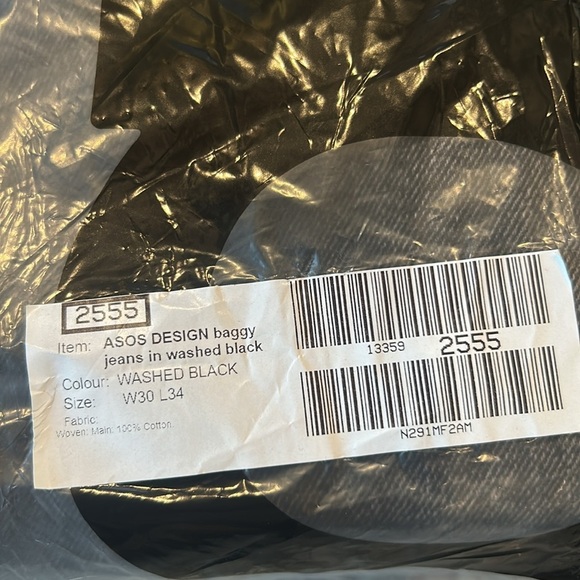 2555
Item: ASOS DESIGN baggy
jeans in washed black
Colour: WASHED BLACK
Size: W30 L34
Fabric:
Woven: Main: 100% Cotton.
13359 2555
N291MF2AM